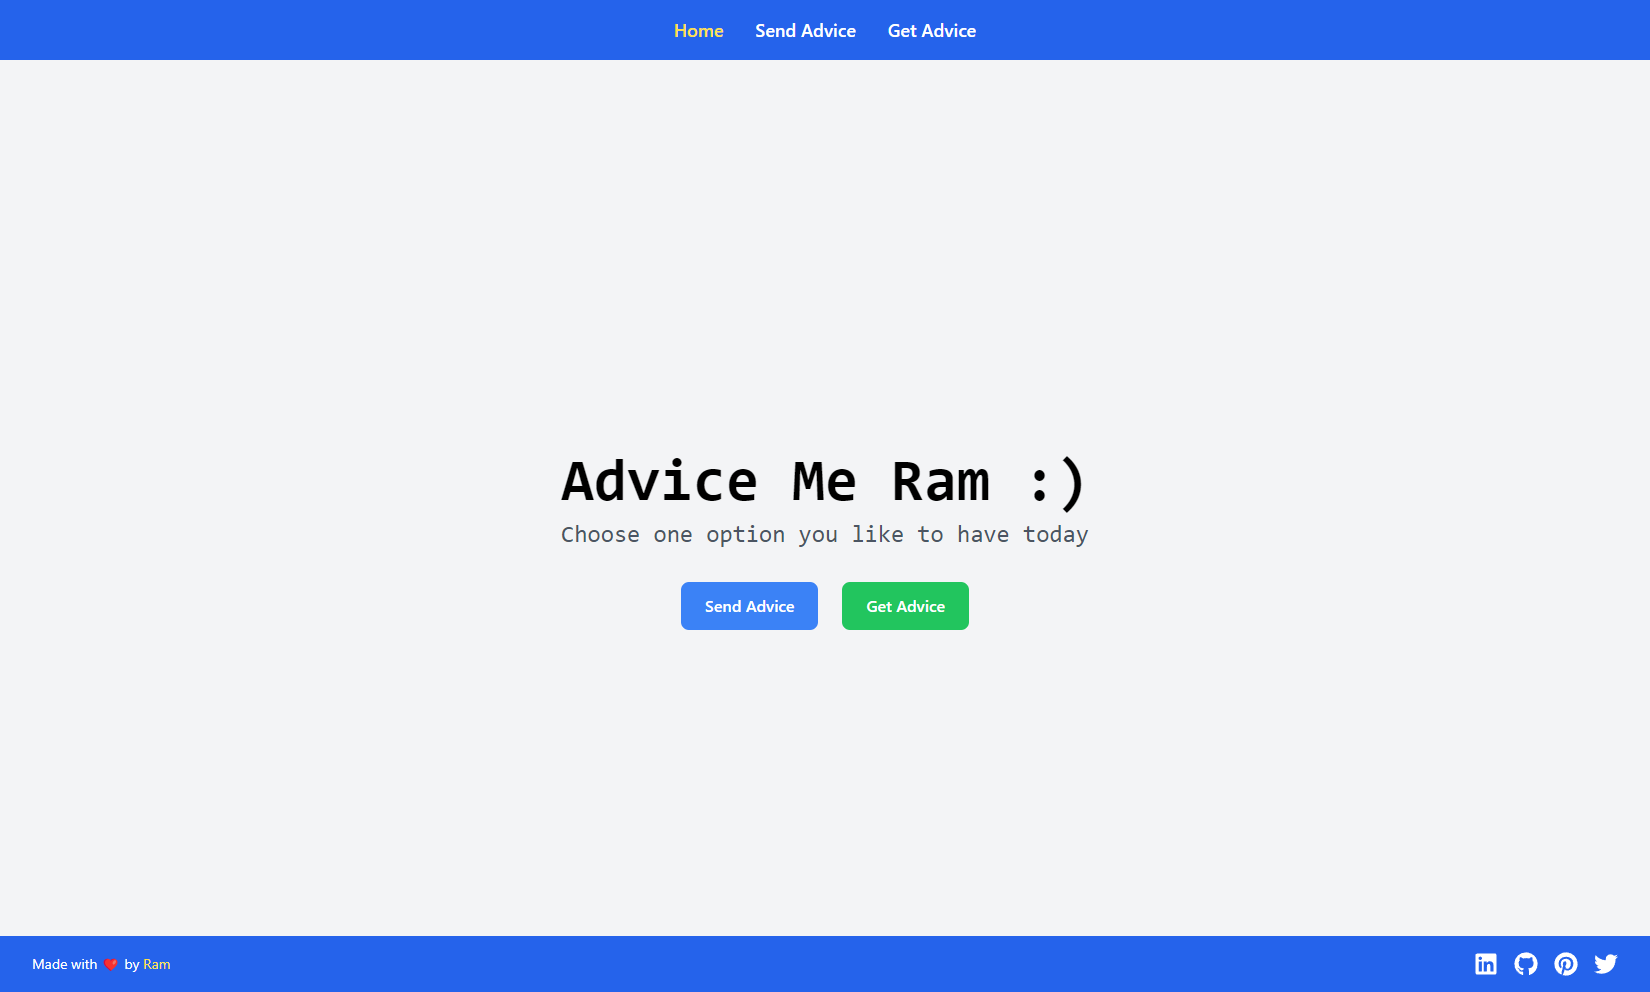 Home Send Advice Get Advice
Advice Me Ram :)
Choose one option you like to have today
Send Advice Get Advice
Made with ❤️ by Ram